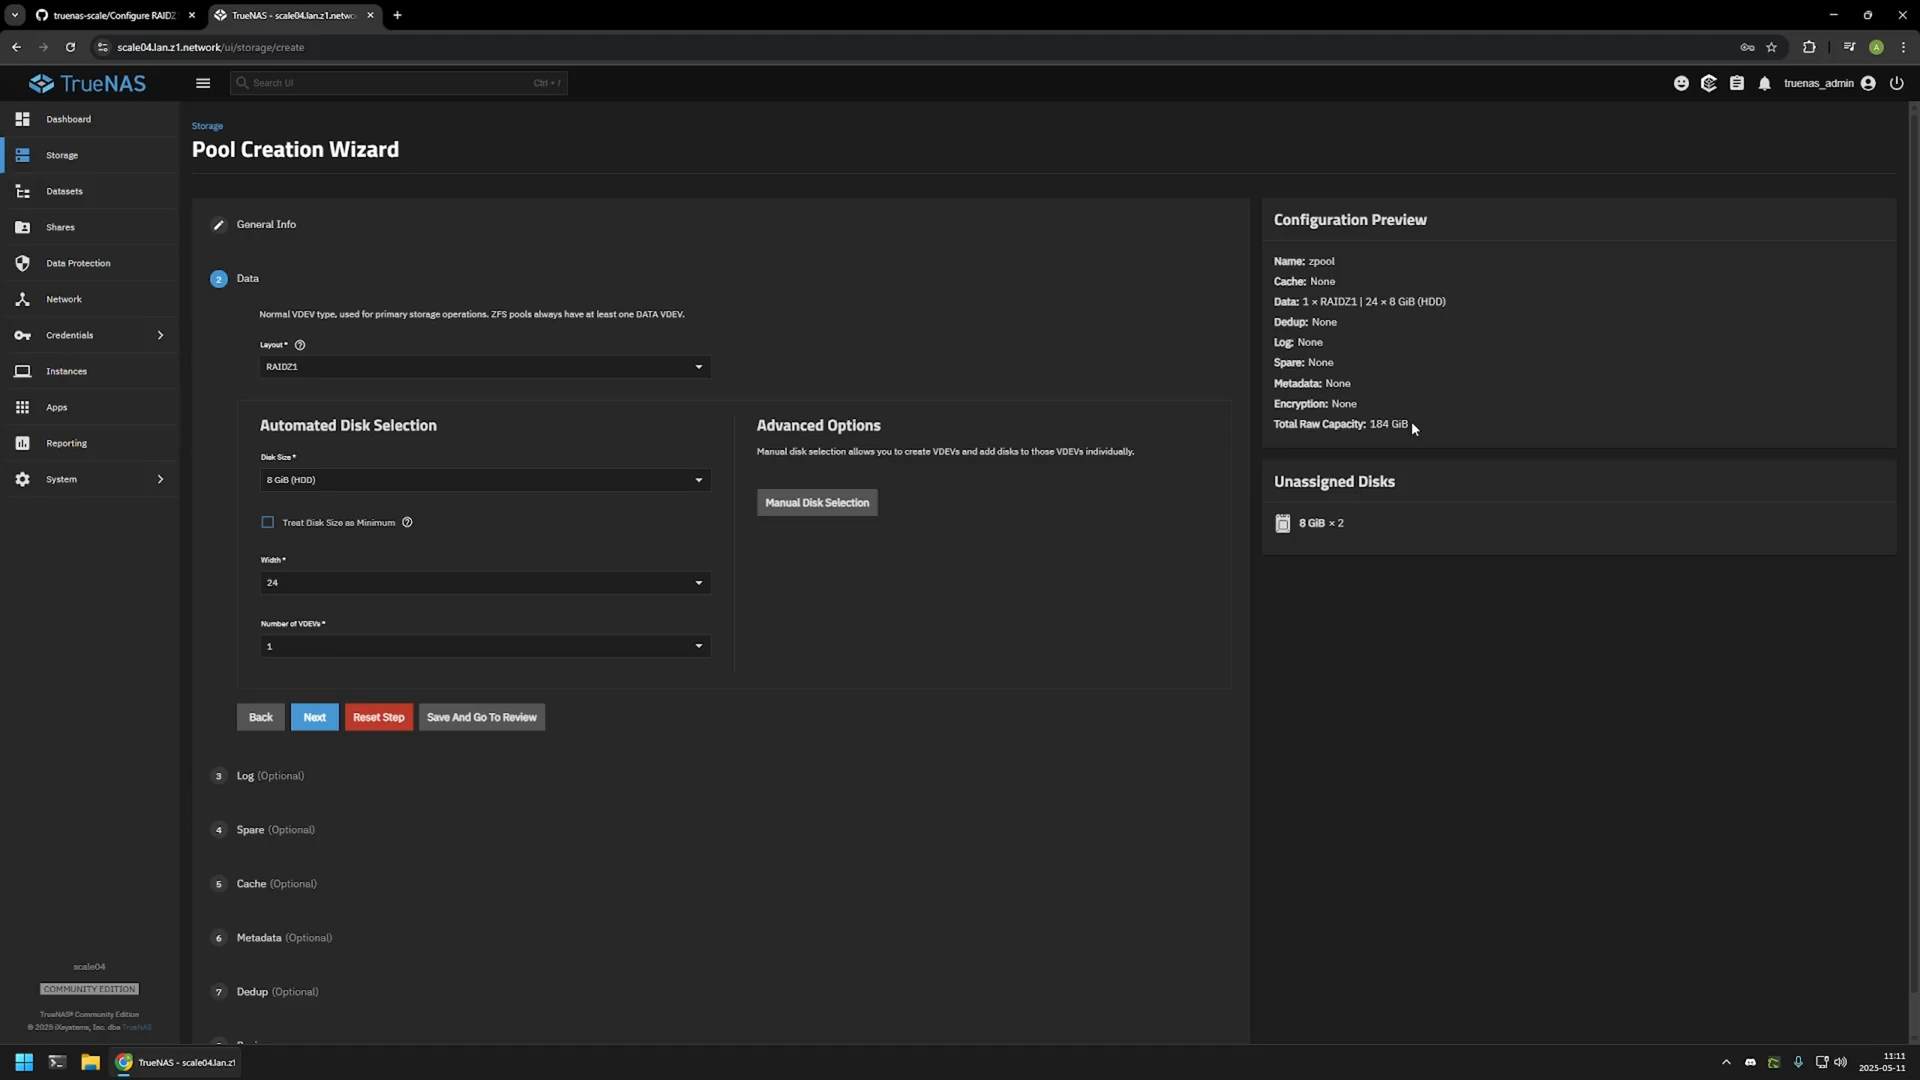 truenas-scale/Configure RAIDZ
TrueNAS - scale04.lan.z1.netwo
scale04.lan.z1.network/ui/storage/create
TrueNAS
Search UI
Ctrl + /
truenas_admin
Dashboard
Storage
Datasets
Shares
Data Protection
Network
Credentials
Instances
Apps
Reporting
System
scale04
COMMUNITY EDITION
TrueNAS® Community Edition
© 2025 iXsystems, Inc. dba TrueNAS
Storage
Pool Creation Wizard
General Info
2 Data
Normal VDEV type, used for primary storage operations. ZFS pools always have at least one DATA VDEV.
Layout *
RAIDZ1
Automated Disk Selection
Disk Size *
8 GiB (HDD)
Treat Disk Size as Minimum
Width *
24
Number of VDEVs *
1
Advanced Options
Manual disk selection allows you to create VDEVs and add disks to those VDEVs individually.
Manual Disk Selection
Back
Next
Reset Step
Save And Go To Review
3 Log (Optional)
4 Spare (Optional)
5 Cache (Optional)
6 Metadata (Optional)
7 Dedup (Optional)
Configuration Preview
Name: zpool
Cache: None
Data: 1 × RAIDZ1 | 24 × 8 GiB (HDD)
Dedup: None
Log: None
Spare: None
Metadata: None
Encryption: None
Total Raw Capacity: 184 GiB
Unassigned Disks
8 GiB × 2
TrueNAS - scale04.lan.z1
11:11
2025-05-11